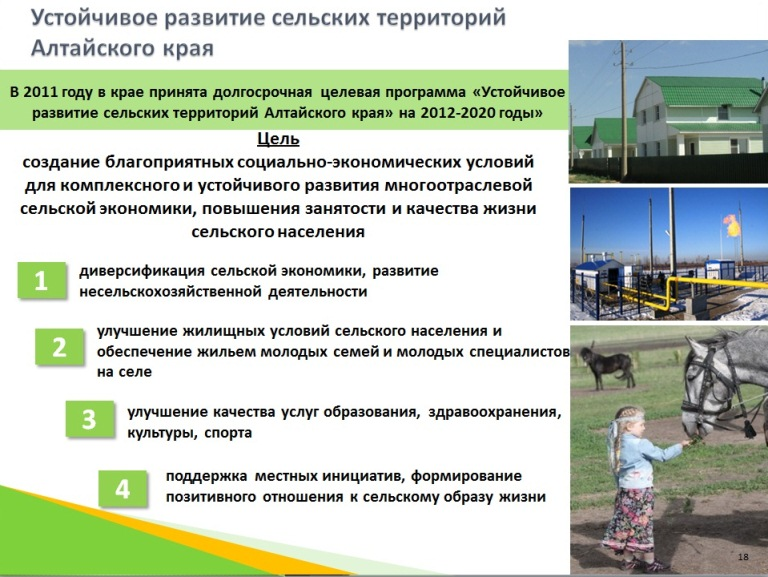 Устойчивое развитие сельских территорий
Алтайского края
В 2011 году в крае принята долгосрочная целевая программа «Устойчивое
развитие сельских территорий Алтайского края» на 2012-2020 годы»
Цель
создание благоприятных социально-экономических условий
для комплексного и устойчивого развития многоотраслевой
сельской экономики, повышения занятости и качества жизни
сельского населения
1
диверсификация сельской экономики, развитие
несельскохозяйственной деятельности
2
улучшение жилищных условий сельского населения и
обеспечение жильем молодых семей и молодых специалистов
на селе
3
улучшение качества услуг образования, здравоохранения,
культуры, спорта
4
поддержка местных инициатив, формирование
позитивного отношения к сельскому образу жизни
18